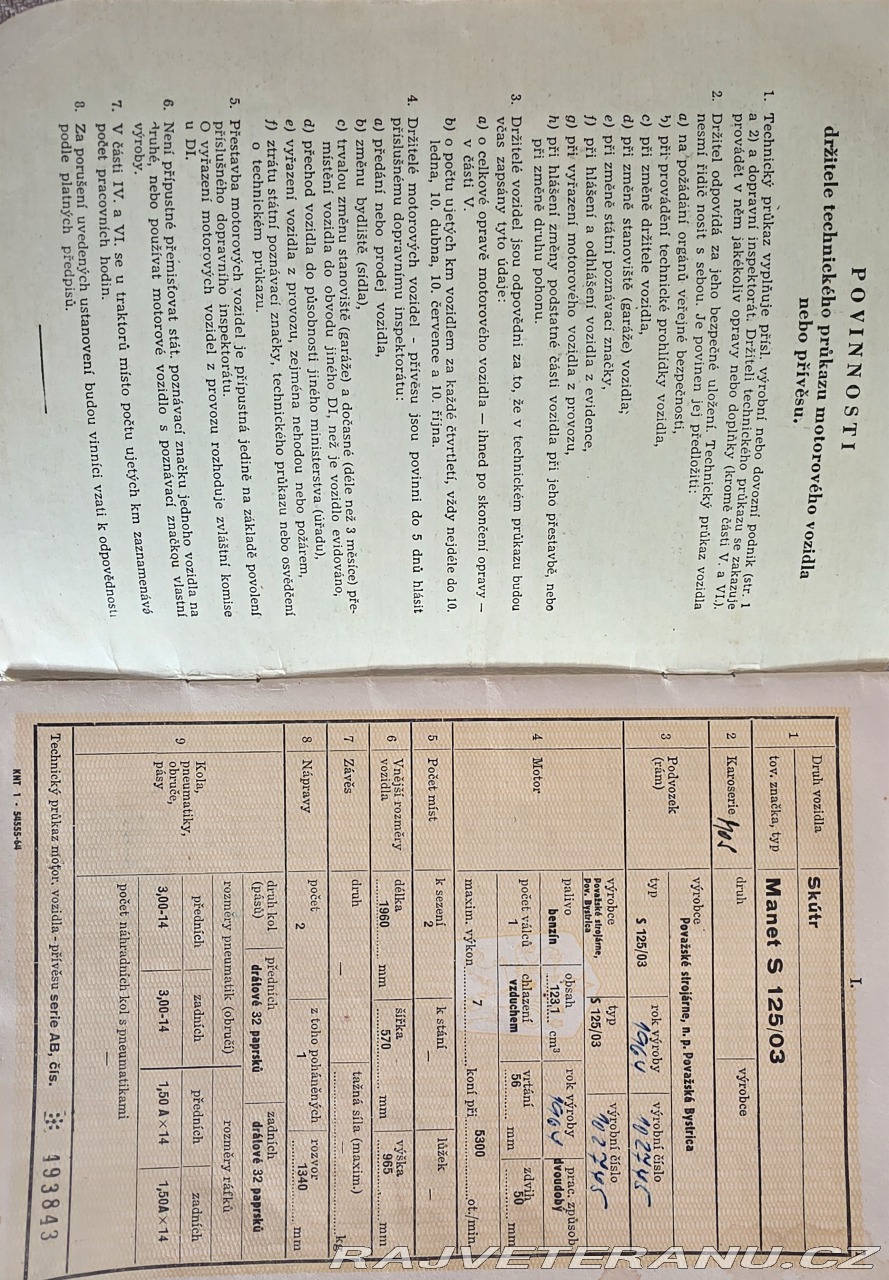 POVINNOSTI
držitele technického průkazu motorového vozidla
nebo přívěsu.
1. Technický průkaz vyplňuje přísl. výrobní nebo dovozní podnik (str. 1
a 2) a dopravní inspektorát. Držiteli technického průkazu se zakazuje
provádět v něm jakékoliv opravy nebo doplňky (kromě části V. a VI.).
2. Držitel odpovídá za jeho bezpečné uložení. Technický průkaz vozidla
nesmí řidič nosit s sebou. Je povinen jej předložiti:
a) na požádání orgánů veřejné bezpečnosti,
b) při provádění technické prohlídky vozidla,
c) při změně držitele vozidla,
d) při změně stanoviště (garáže) vozidla;
e) při změně státní poznávací značky,
f) při hlášení a odhlášení vozidla z evidence,
g) při vyřazení motorového vozidla z provozu,
h) při hlášení změny podstatné části vozidla při jeho přestavbě, nebo
při změně druhu pohonu.
3. Držitelé vozidel jsou odpovědni za to, že v technickém průkazu budou
včas zapsány tyto údaje:
a) o celkové opravě motorového vozidla — ihned po skončení opravy —
v části V.
b) o počtu ujetých km vozidlem za každé čtvrtletí, vždy nejdéle do 10.
ledna, 10. dubna, 10. července a 10. října.
4. Držitelé motorových vozidel - přívěsu jsou povinni do 5 dnů hlásit
příslušnému dopravnímu inspektorátu:
a) předání nebo prodej vozidla,
b) změnu bydliště (sídla),
c) trvalou změnu stanoviště (garáže) a dočasné (déle než 3 měsíce) pře-
místění vozidla do obvodu jiného DI, než je vozidlo evidováno,
d) přechod vozidla do působnosti jiného ministerstva (úřadu),
e) vyřazení vozidla z provozu, zejména nehodou nebo požárem,
f) ztrátu státní poznávací značky, technického průkazu nebo osvědčení
o technickém průkazu.
5. Přestavba motorových vozidel je přípustná jedině na základě povolení
příslušného dopravního inspektorátu.
O vyřazení motorových vozidel z provozu rozhoduje zvláštní komise
u DI.
6. Není přípustné přemisťovat stát. poznávací značku jednoho vozidla na
druhé, nebo používat motorové vozidlo s poznávací značkou vlastní
výroby.
7. V části IV. a VI. se u traktorů místo počtu ujetých km zaznamenává
počet pracovních hodin.
8. Za porušení uvedených ustanovení budou vinníci vzati k odpovědnosti
podle platných předpisů.
I.
1 Druh vozidla Skútr
tov. značka, typ Manet S 125/03
2 Karoserie druh výrobce
3 Podvozek (rám) výrobce Považské strojárne, n. p. Považská Bystrica
typ rok výroby výrobní číslo
S 125/03 1964 102745
4 Motor výrobce typ výrobní číslo
Považské strojárne, Pov. Bystrica S 125/03 102745
palivo obsah rok výroby prac. způsob
benzín 123,1 cm³ 1964 dvoudobý
počet válců chlazení vrtání zdvih
1 vzduchem 56 mm 50 mm
maxim. výkon 7 koní při 5300 ot./min.
5 Počet míst k sezení k stání lůžek
2 — —
6 Vnější rozměry vozidla délka šířka výška
1960 mm 570 mm 965 mm
7 Závěs druh tažná síla (maxim.)
— — kg
8 Nápravy počet z toho poháněných rozvor
2 1 1340 mm
9 Kola, pneumatiky, obruče, pásy
druh kol (pásů) předních zadních
drátové 32 paprsků drátové 32 paprsků
rozměry pneumatik (obručí) rozměry ráfků
předních zadních předních zadních
3,00-14 3,00-14 1,50 A×14 1,50A×14
počet náhradních kol s pneumatikami
—
Technický průkaz motor. vozidla - přívěsu serie AB, čís. 493843
KNT 1 - 54555-64
RAJVETERANU.CZ